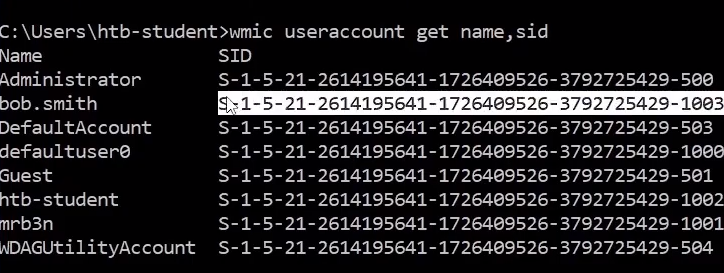 C:\Users\htb-student>wmic useraccount get name,sid
Name SID
Administrator S-1-5-21-2614195641-1726409526-3792725429-500
bob.smith S-1-5-21-2614195641-1726409526-3792725429-1003
DefaultAccount S-1-5-21-2614195641-1726409526-3792725429-503
defaultuser0 S-1-5-21-2614195641-1726409526-3792725429-1000
Guest S-1-5-21-2614195641-1726409526-3792725429-501
htb-student S-1-5-21-2614195641-1726409526-3792725429-1002
mrb3n S-1-5-21-2614195641-1726409526-3792725429-1001
WDAGUtilityAccount S-1-5-21-2614195641-1726409526-3792725429-504